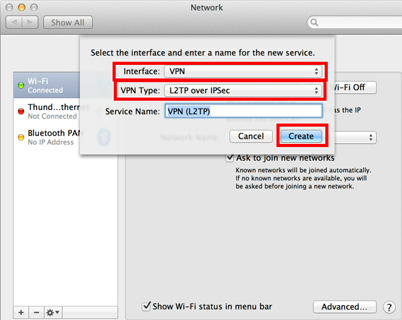 Network
Show All
Select the interface and enter a name for the new service.
Interface: VPN
VPN Type: L2TP over IPSec
Service Name: VPN (L2TP)
Cancel
Create
Wi-Fi
Connected
Thund...thernet
Not Connected
Bluetooth PAN
No IP Address
Wi-Fi Off
as the IP
Ask to join new networks
Known networks will be joined automatically.
If no known networks are available, you will
be asked before joining a new network.
Show Wi-Fi status in menu bar
Advanced...
?